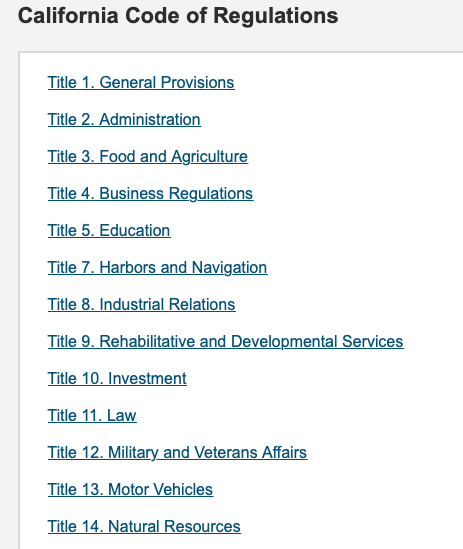 California Code of Regulations
Title 1. General Provisions
Title 2. Administration
Title 3. Food and Agriculture
Title 4. Business Regulations
Title 5. Education
Title 7. Harbors and Navigation
Title 8. Industrial Relations
Title 9. Rehabilitative and Developmental Services
Title 10. Investment
Title 11. Law
Title 12. Military and Veterans Affairs
Title 13. Motor Vehicles
Title 14. Natural Resources